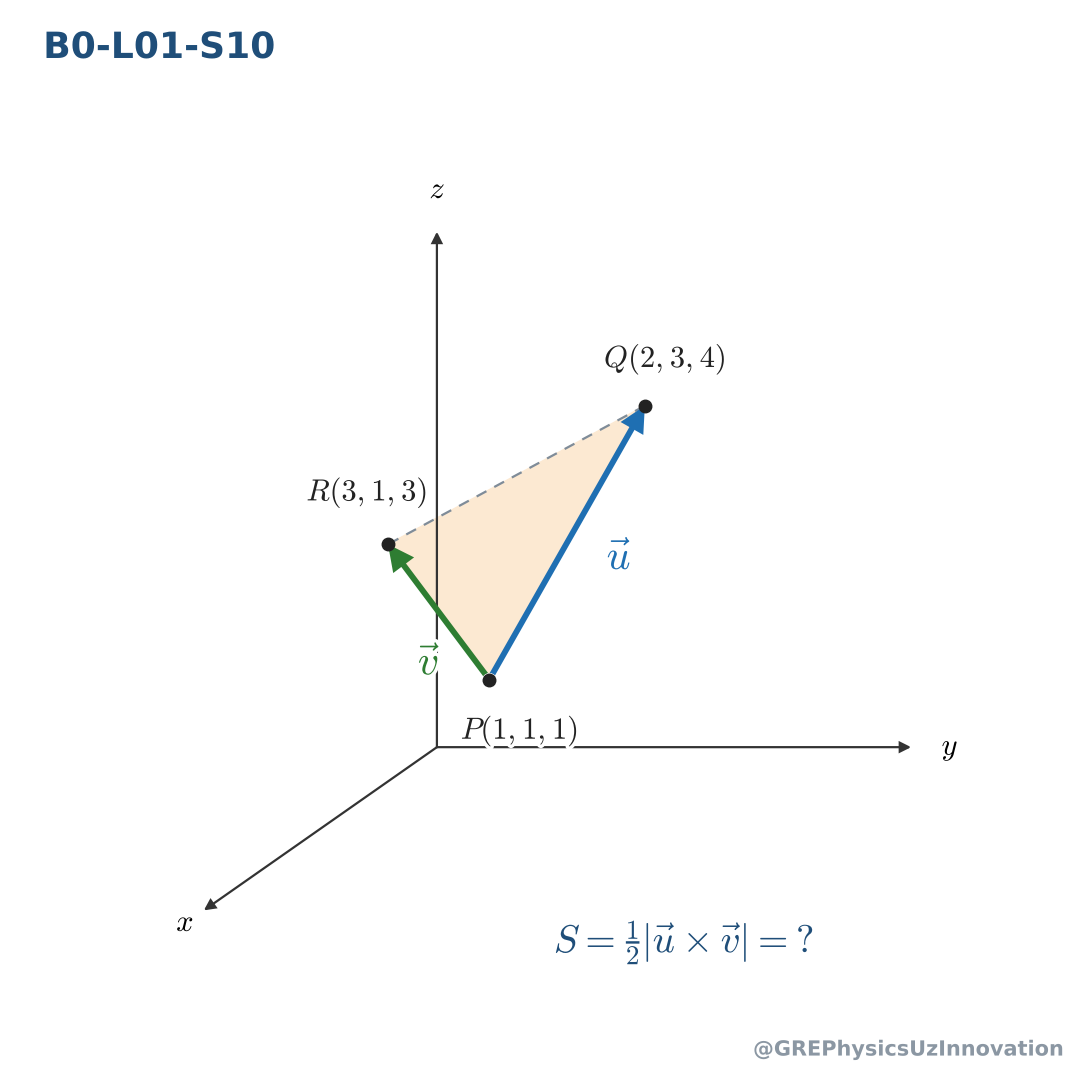 B0-L01-S10
z
Q(2, 3, 4)
R(3, 1, 3)
u⃗
v⃗
P(1, 1, 1)
y
x
S = ½|u⃗ × v⃗| = ?
@GREPhysicsUzInnovation